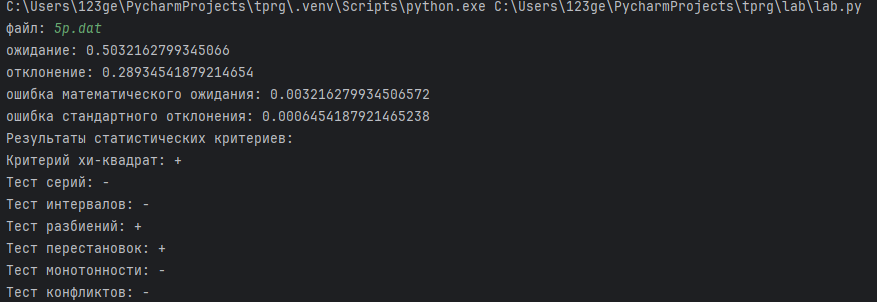 C:\Users\123ge\PycharmProjects\tprg\.venv\Scripts\python.exe C:\Users\123ge\PycharmProjects\tprg\lab\lab.py
файл: 5p.dat
ожидание: 0.5032162799345066
отклонение: 0.28934541879214654
ошибка математического ожидания: 0.003216279934506572
ошибка стандартного отклонения: 0.0006454187921465238
Результаты статистических критериев:
Критерий хи-квадрат: +
Тест серий: -
Тест интервалов: -
Тест разбиений: +
Тест перестановок: +
Тест монотонности: -
Тест конфликтов: -